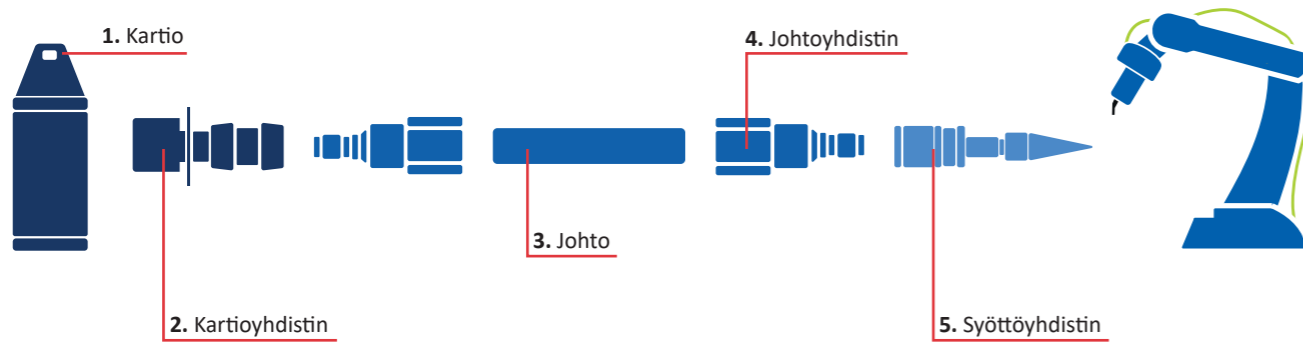 1. Kartio
4. Johtoyhdistin
3. Johto
2. Kartioyhdistin
5. Syöttöyhdistin